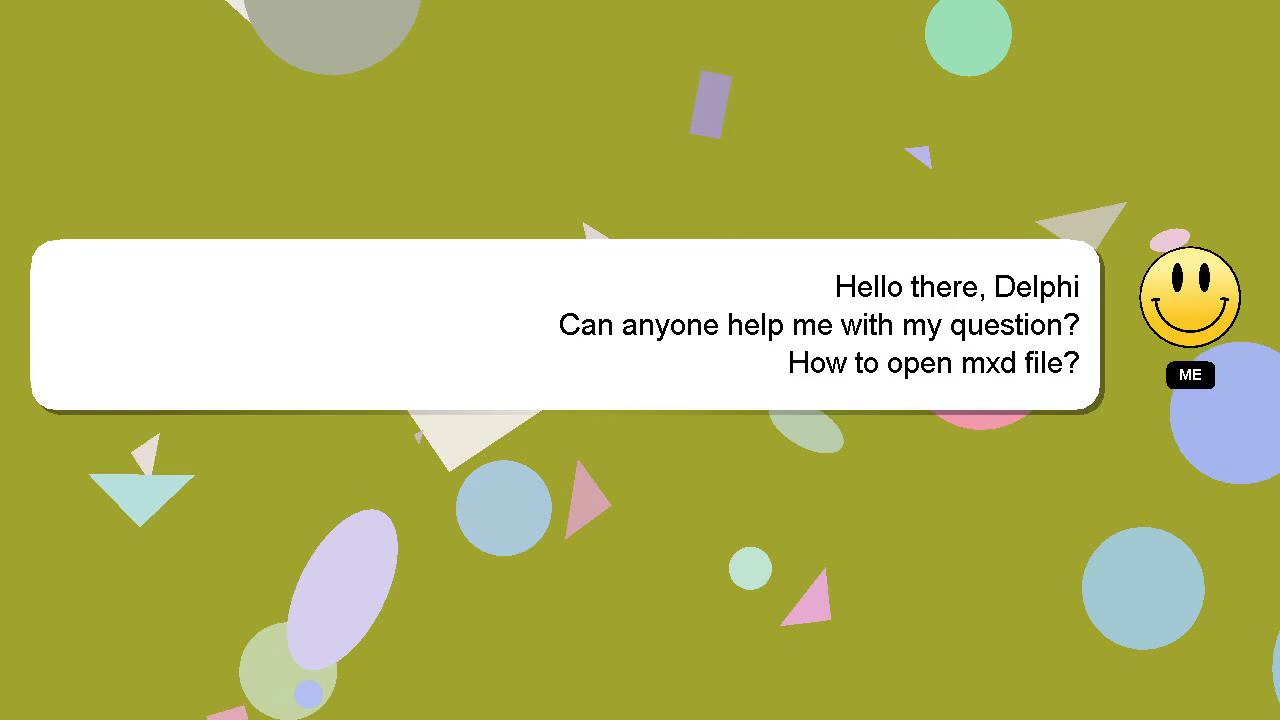 Hello there, Delphi
Can anyone help me with my question?
How to open mxd file?
ME